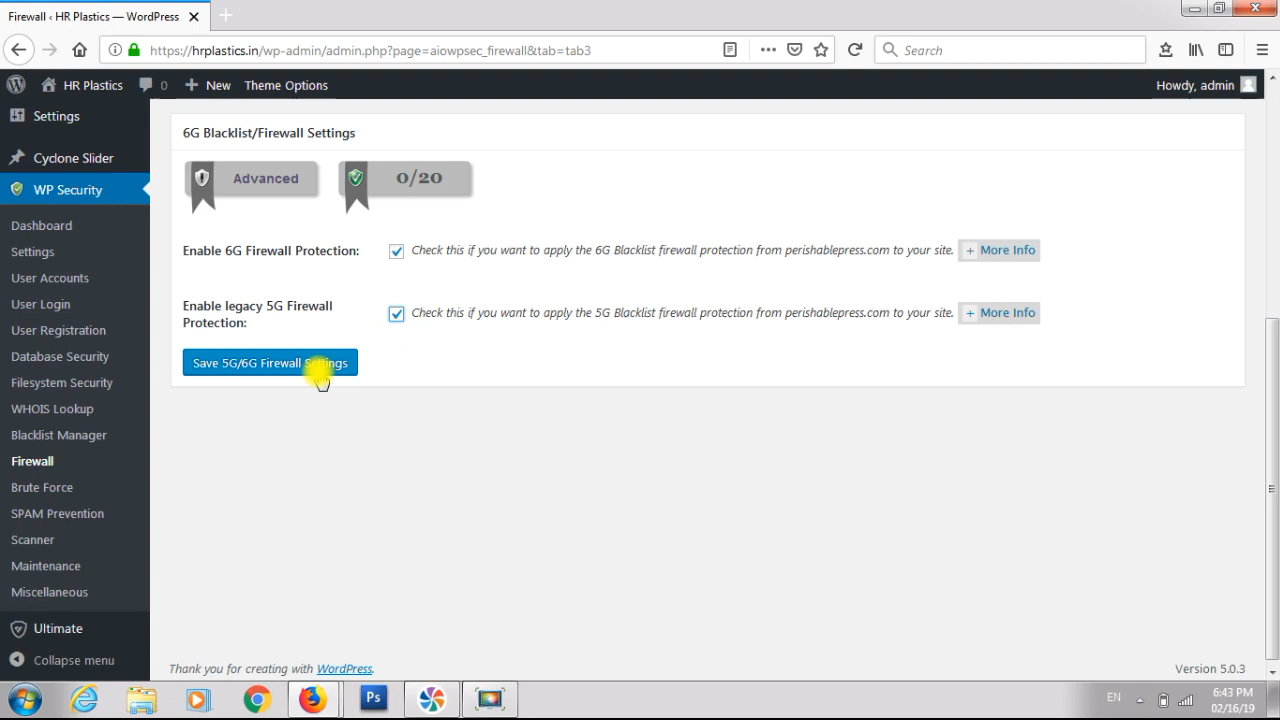 Firewall ‹ HR Plastics — WordPress
https://hrplastics.in/wp-admin/admin.php?page=aiowpsec_firewall&tab=tab3
Search
HR Plastics 0 New Theme Options Howdy, admin
Settings
Cyclone Slider
WP Security
Dashboard
Settings
User Accounts
User Login
User Registration
Database Security
Filesystem Security
WHOIS Lookup
Blacklist Manager
Firewall
Brute Force
SPAM Prevention
Scanner
Maintenance
Miscellaneous
Ultimate
Collapse menu
6G Blacklist/Firewall Settings
Advanced 0/20
Enable 6G Firewall Protection: Check this if you want to apply the 6G Blacklist firewall protection from perishablepress.com to your site. + More Info
Enable legacy 5G Firewall
Protection: Check this if you want to apply the 5G Blacklist firewall protection from perishablepress.com to your site. + More Info
Save 5G/6G Firewall Settings
Thank you for creating with WordPress. Version 5.0.3
Ps
EN
6:43 PM
02/16/19